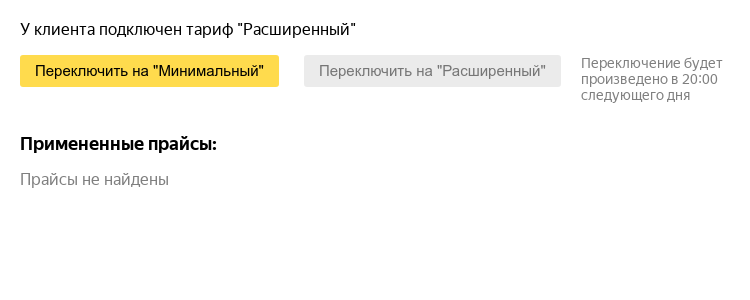 У клиента подключен тариф "Расширенный"
Переключить на "Минимальный"
Переключить на "Расширенный"
Переключение будет
произведено в 20:00
следующего дня
Примененные прайсы:
Прайсы не найдены